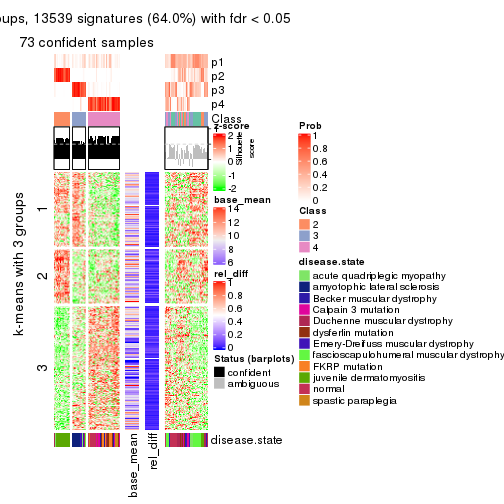 oups, 13539 signatures (64.0%) with fdr < 0.05
73 confident samples
p1
p2
p3
p4
Class
Silhouette
score
1
2
3
k-means with 3 groups
base_mean
rel_diff
disease.state
z-score
2
1
0
-1
-2
base_mean
14
12
10
8
6
rel_diff
1
0.8
0.6
0.4
0.2
0
Status (barplots)
confident
ambiguous
Prob
1
0.8
0.6
0.4
0.2
0
Class
2
3
4
disease.state
acute quadriplegic myopathy
amyotophic lateral sclerosis
Becker muscular dystrophy
Calpain 3 mutation
Duchenne muscular dystrophy
dysferlin mutation
Emery-Dreifuss muscular dystrophy
fascioscapulohumeral muscular dystrophy
FKRP mutation
juvenile dermatomyositis
normal
spastic paraplegia